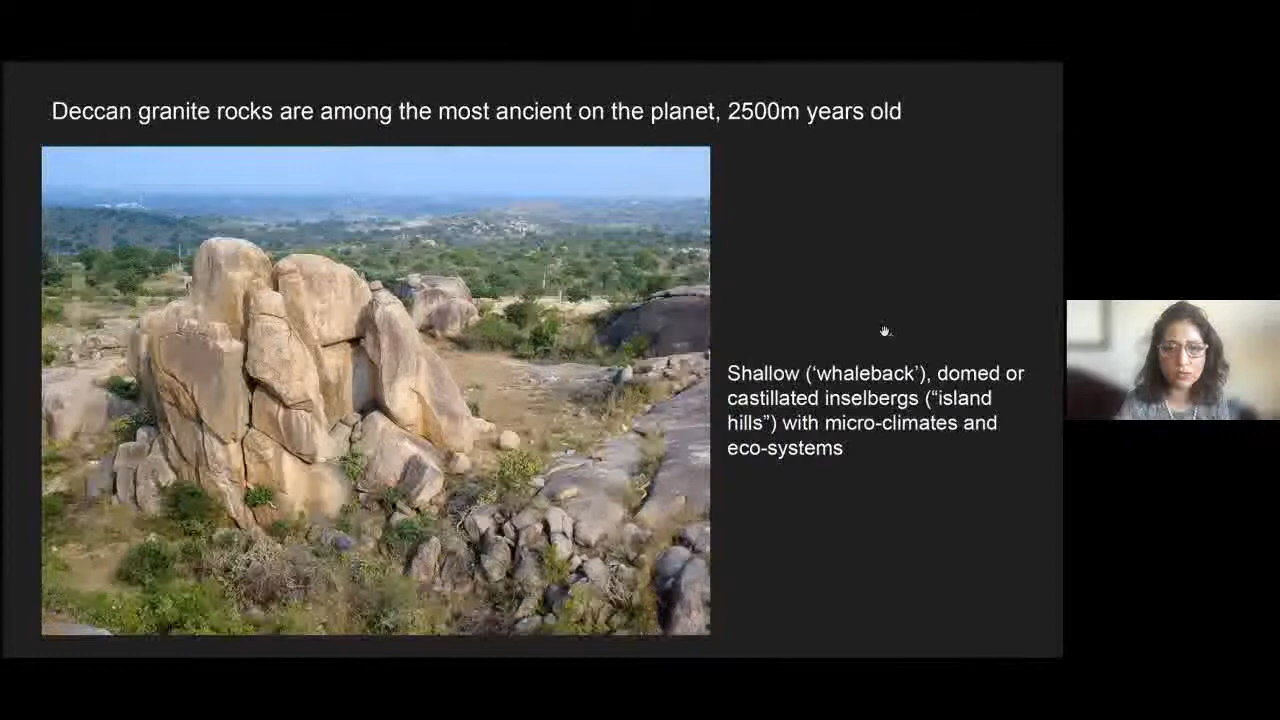 Deccan granite rocks are among the most ancient on the planet, 2500m years old
Shallow (‘whaleback’), domed or
castillated inselbergs (“island
hills”) with micro-climates and
eco-systems